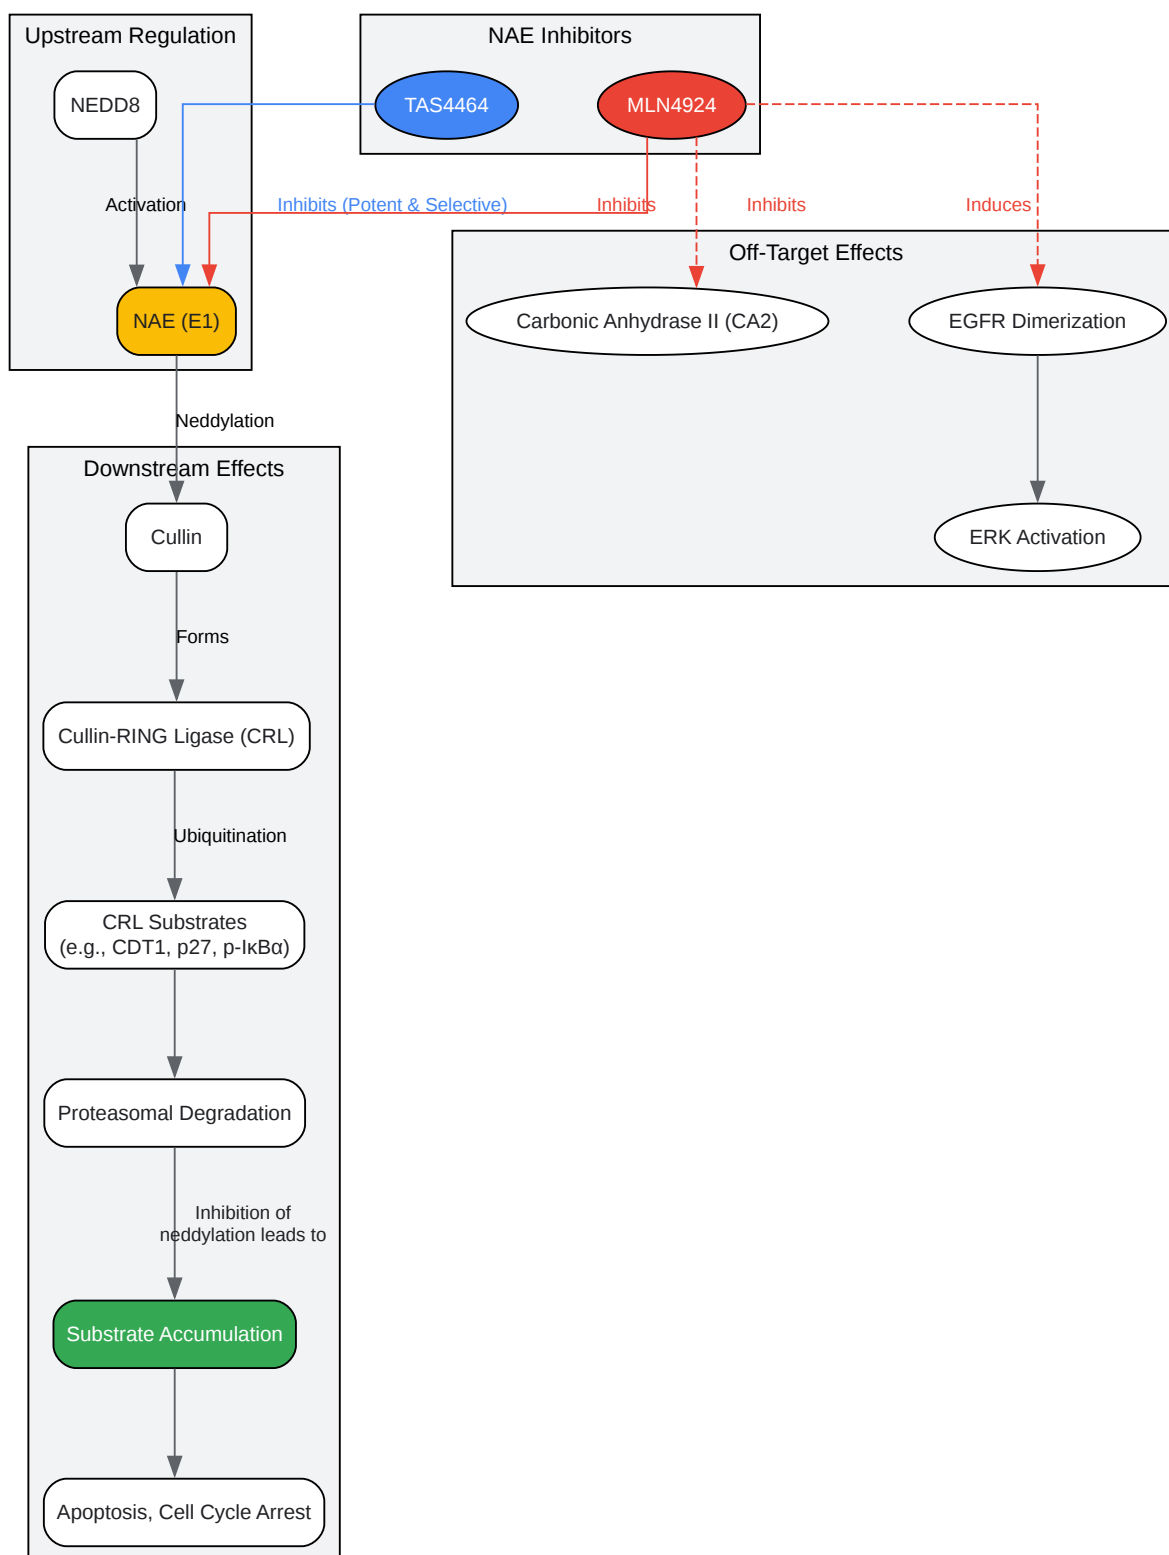 Upstream Regulation
NAE Inhibitors
NEDD8
TAS4464
MLN4924
Activation
Inhibits (Potent & Selective)
Inhibits
Inhibits
Induces
Off-Target Effects
NAE (E1)
Carbonic Anhydrase II (CA2)
EGFR Dimerization
Neddylation
Downstream Effects
Cullin
ERK Activation
Forms
Cullin-RING Ligase (CRL)
Ubiquitination
CRL Substrates
(e.g., CDT1, p27, p-IκBα)
Proteasomal Degradation
Inhibition of
neddylation leads to
Substrate Accumulation
Apoptosis, Cell Cycle Arrest